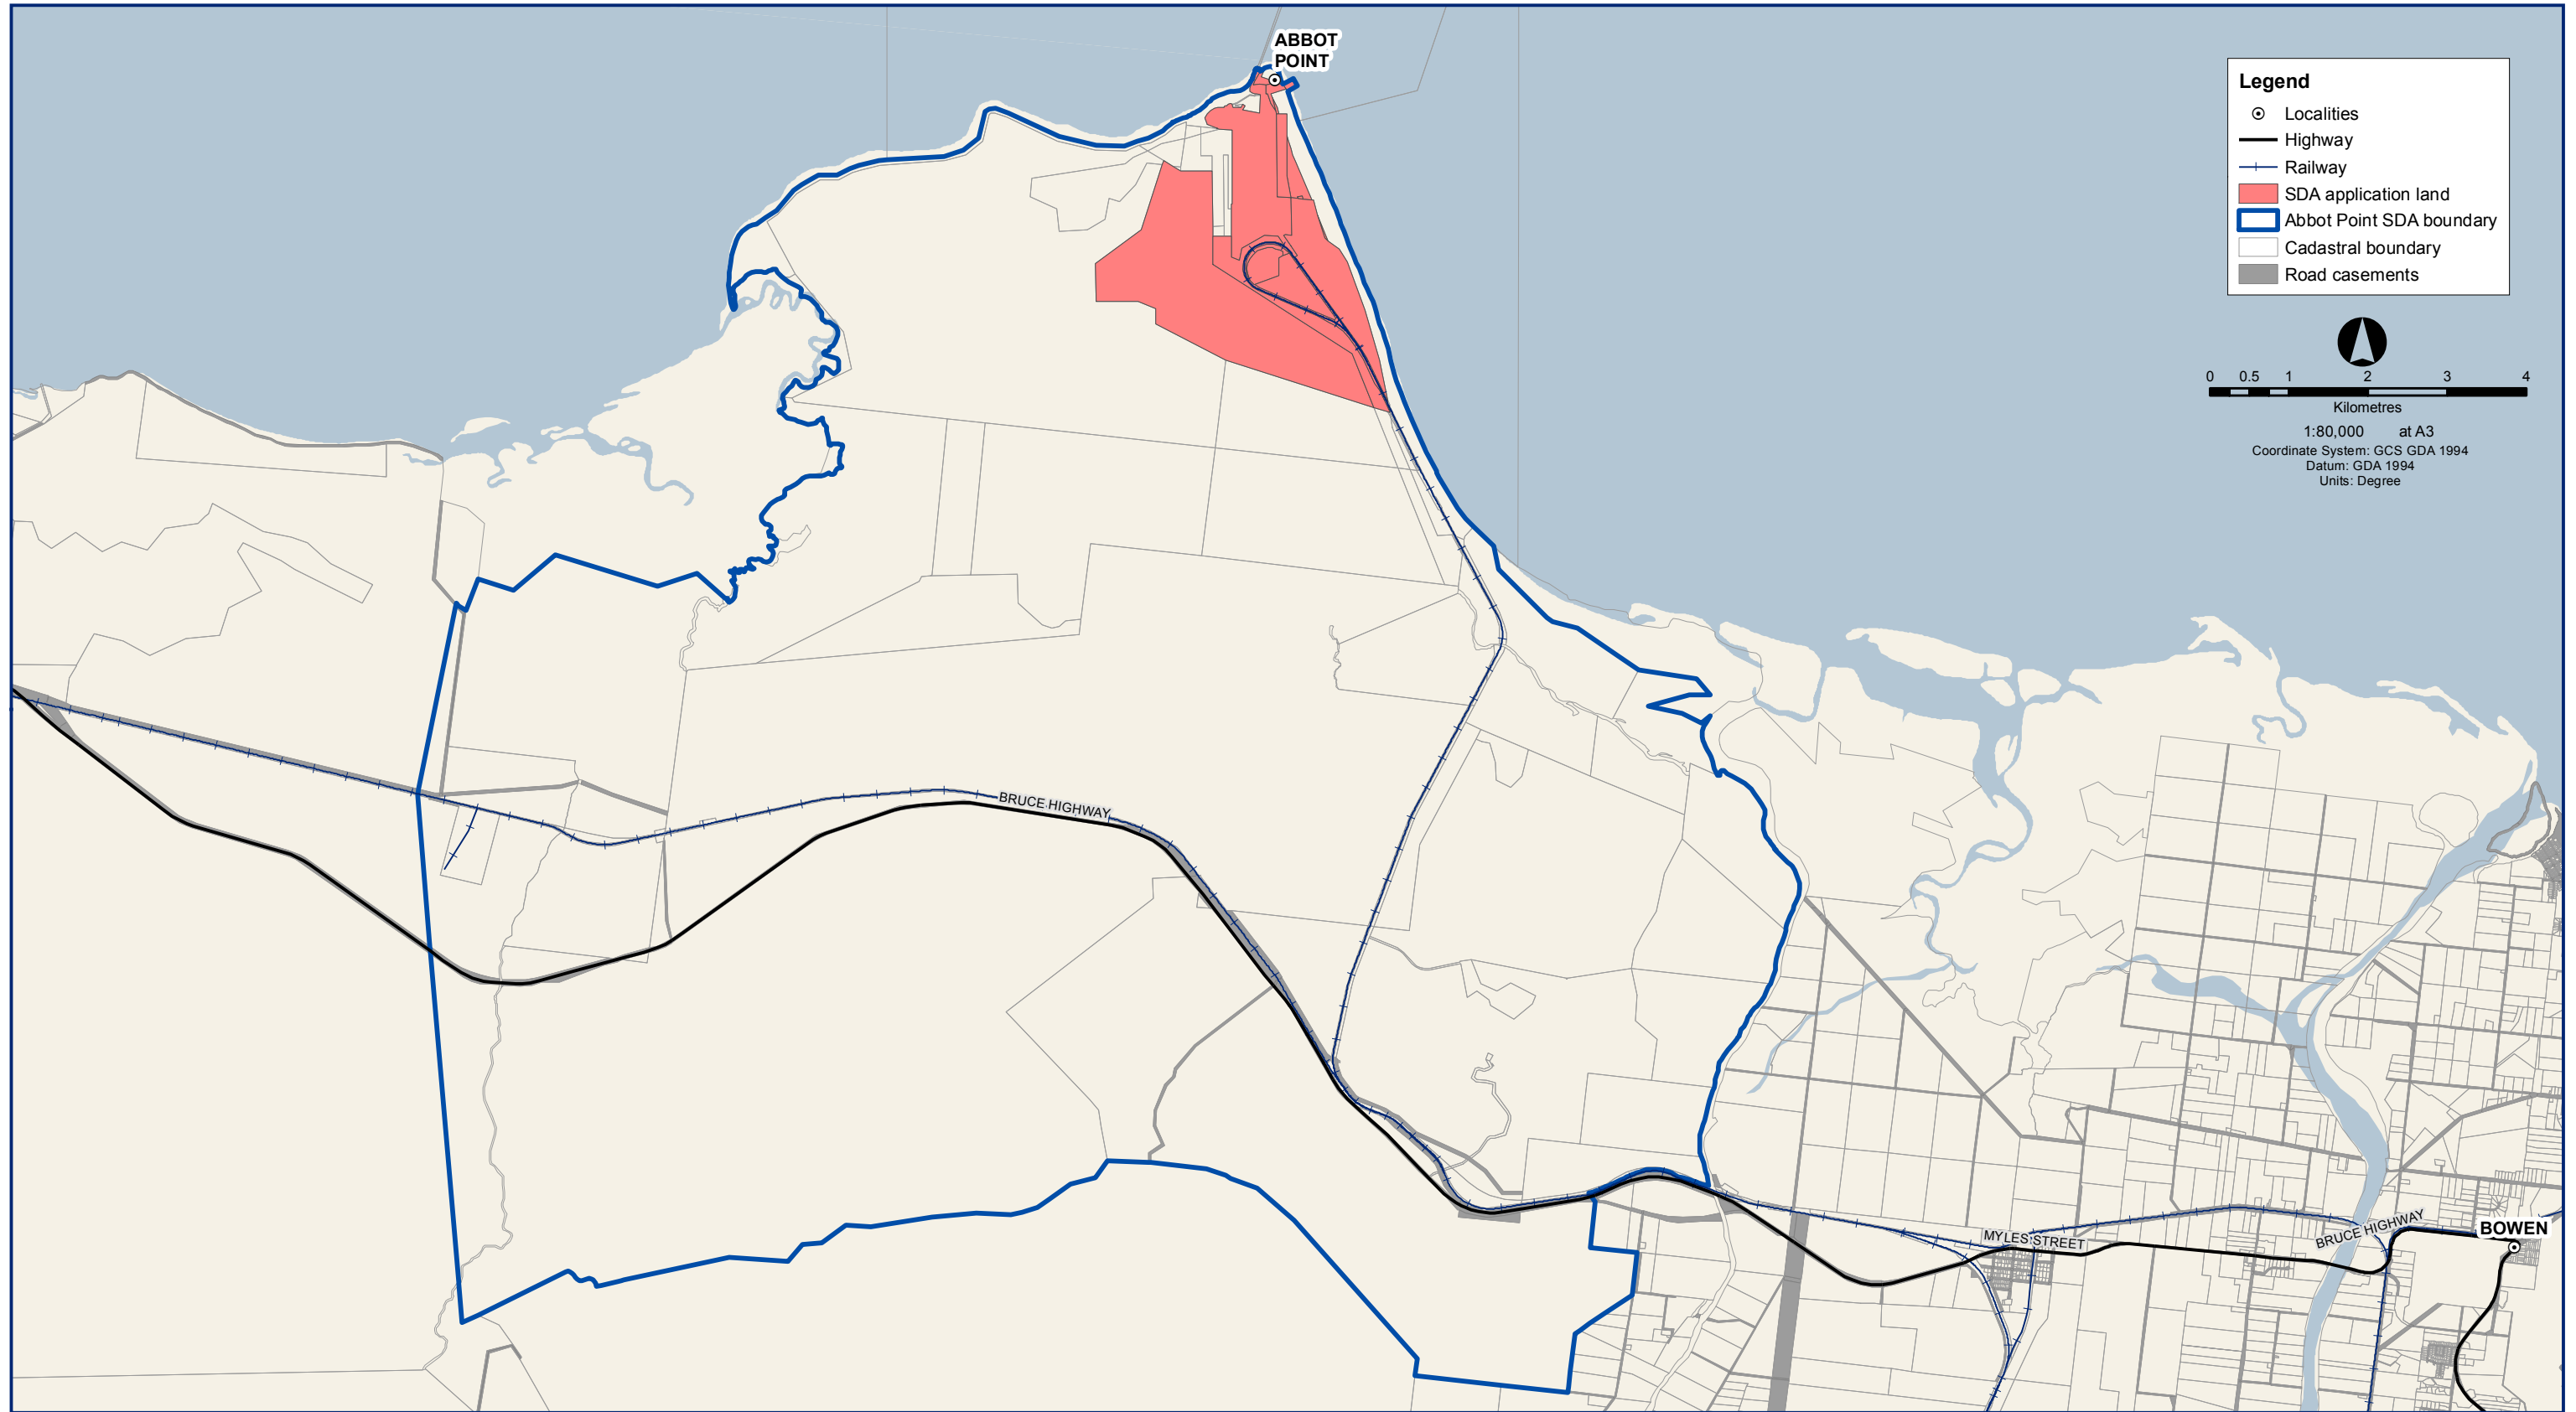 ABBOT
POINT
Legend
Localities
Highway
Railway
SDA application land
Abbot Point SDA boundary
Cadastral boundary
Road casements
0 0.5 1 2 3 4
Kilometres
1:80,000 at A3
Coordinate System: GCS GDA 1994
Datum: GDA 1994
Units: Degree
BRUCE HIGHWAY
MYLES STREET
BRUCE HIGHWAY
BOWEN